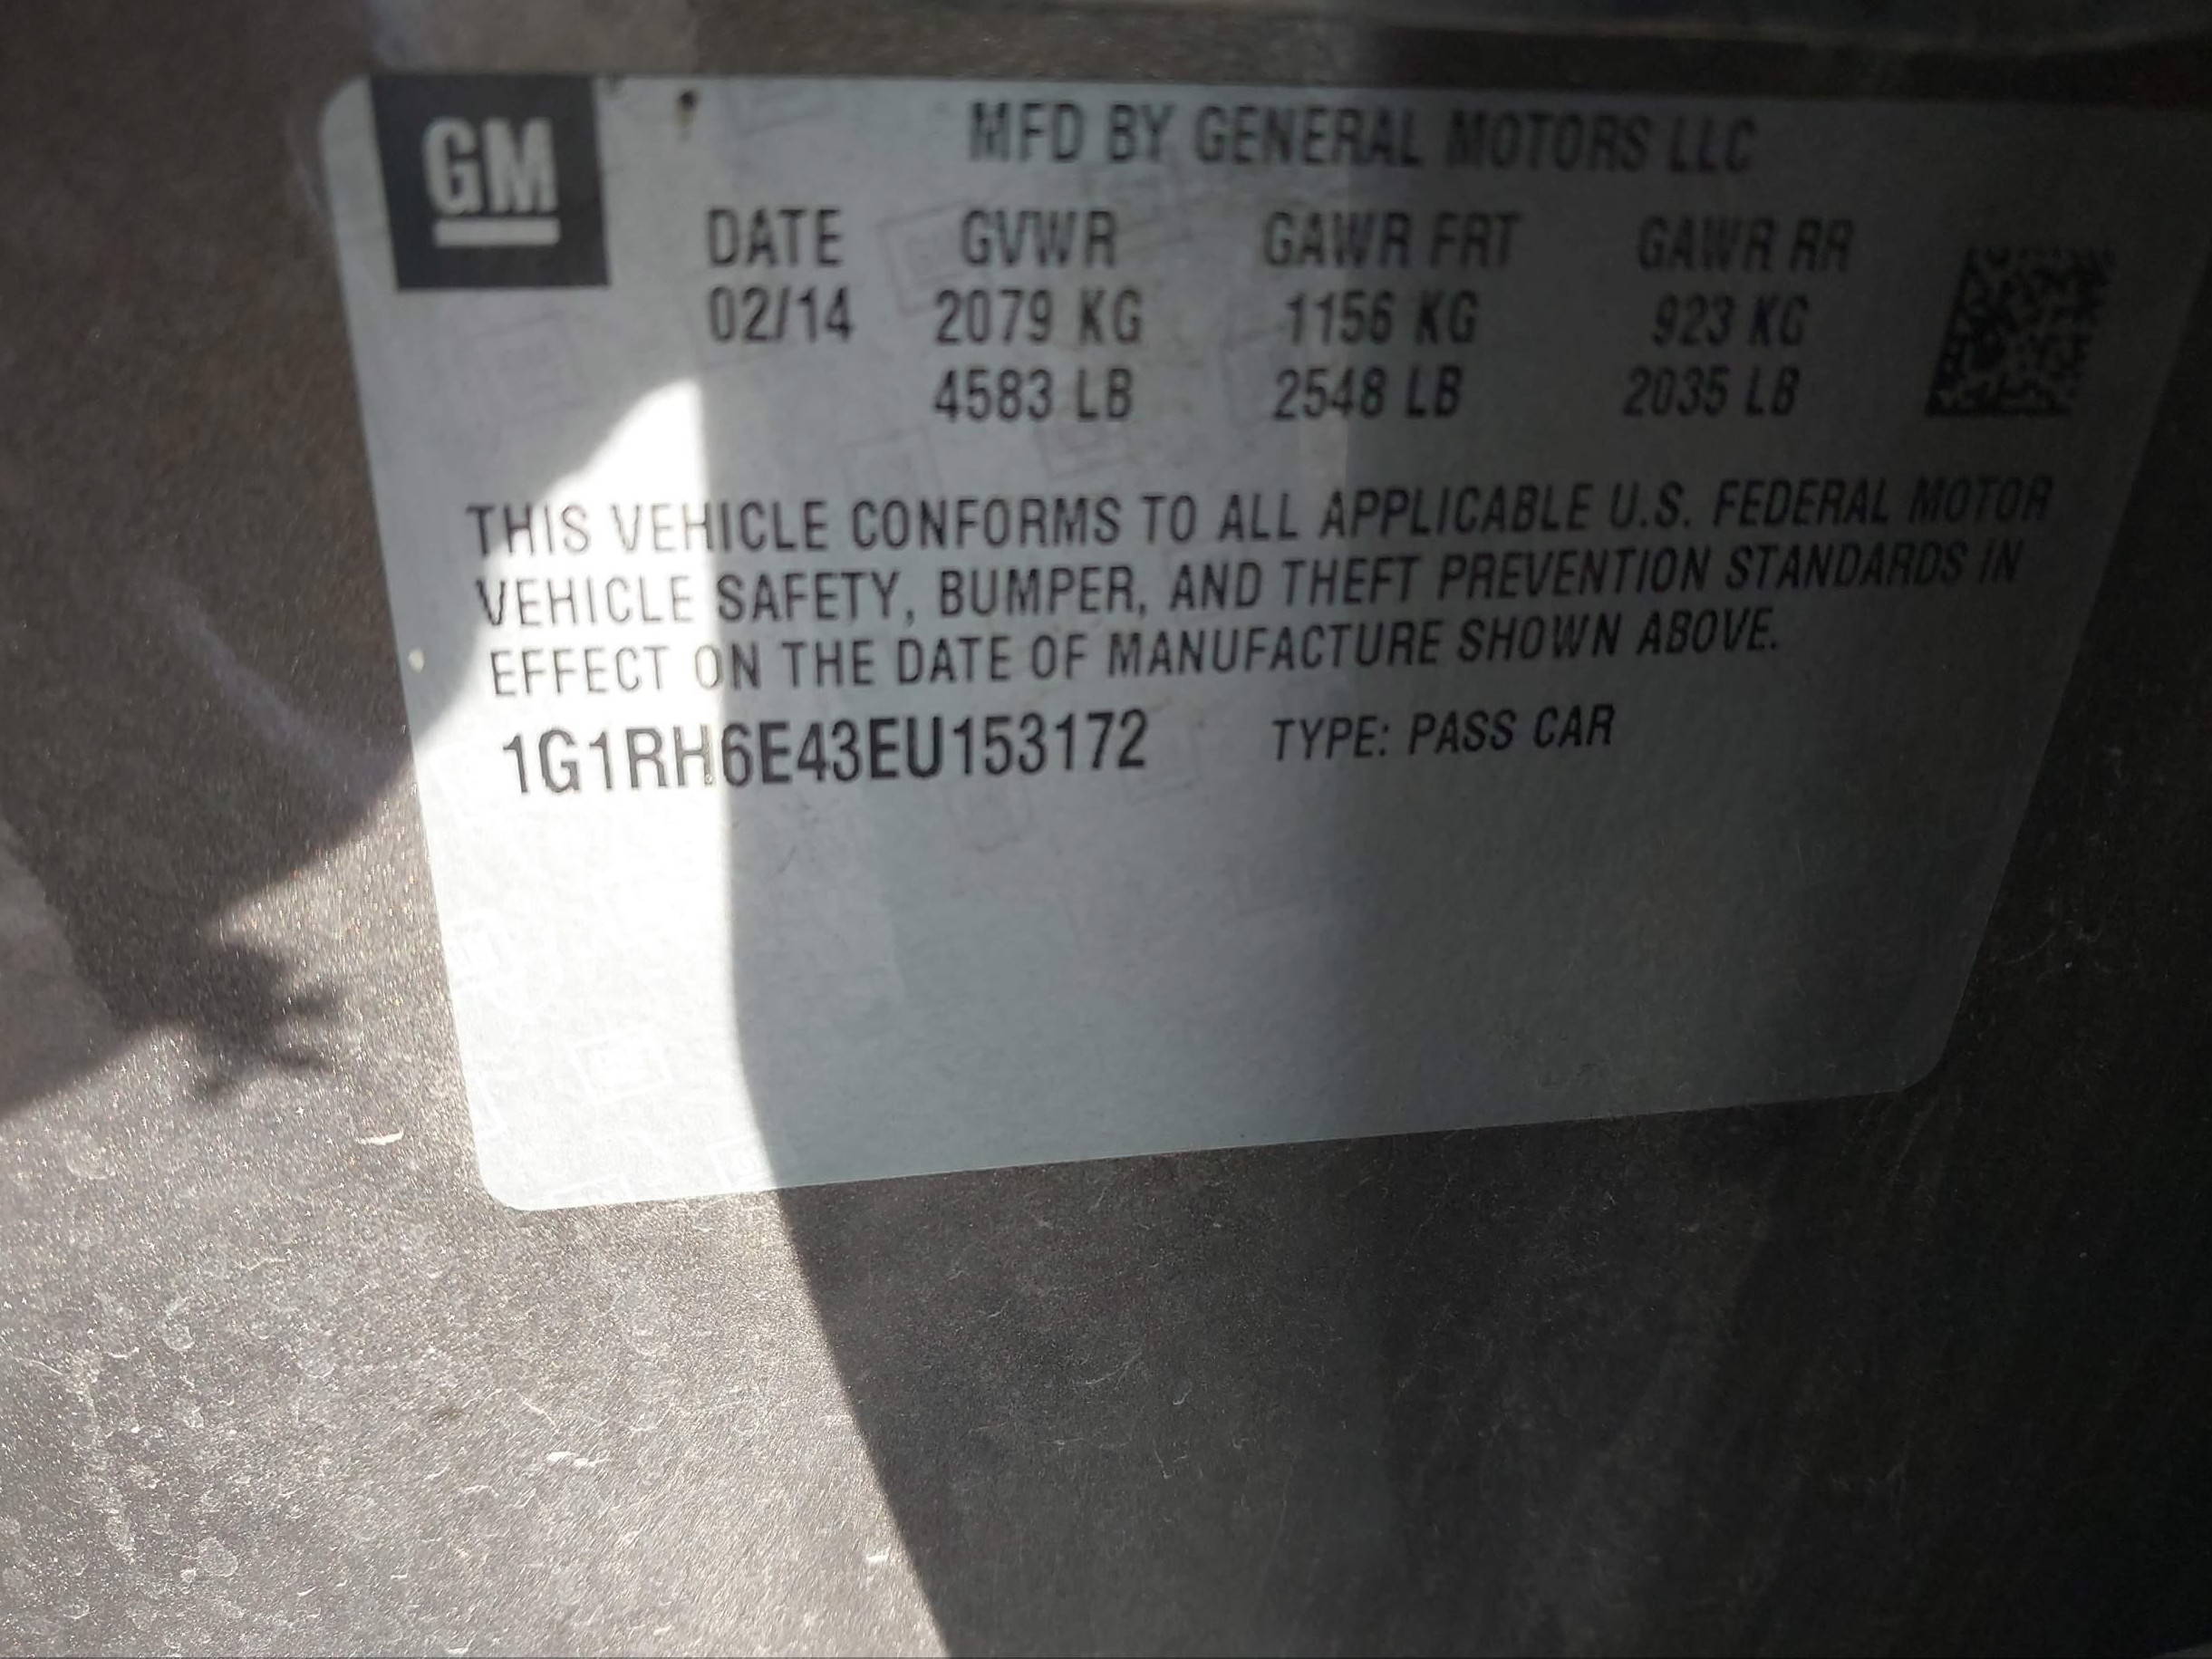 GM
MFD BY GENERAL MOTORS LLC
DATE GVWR GAWR FRT GAWR RR
02/14 2079 KG 1156 KG 923 KG
4583 LB 2548 LB 2035 LB
THIS VEHICLE CONFORMS TO ALL APPLICABLE U.S. FEDERAL MOTOR
VEHICLE SAFETY, BUMPER, AND THEFT PREVENTION STANDARDS IN
EFFECT ON THE DATE OF MANUFACTURE SHOWN ABOVE.
1G1RH6E43EU153172 TYPE: PASS CAR